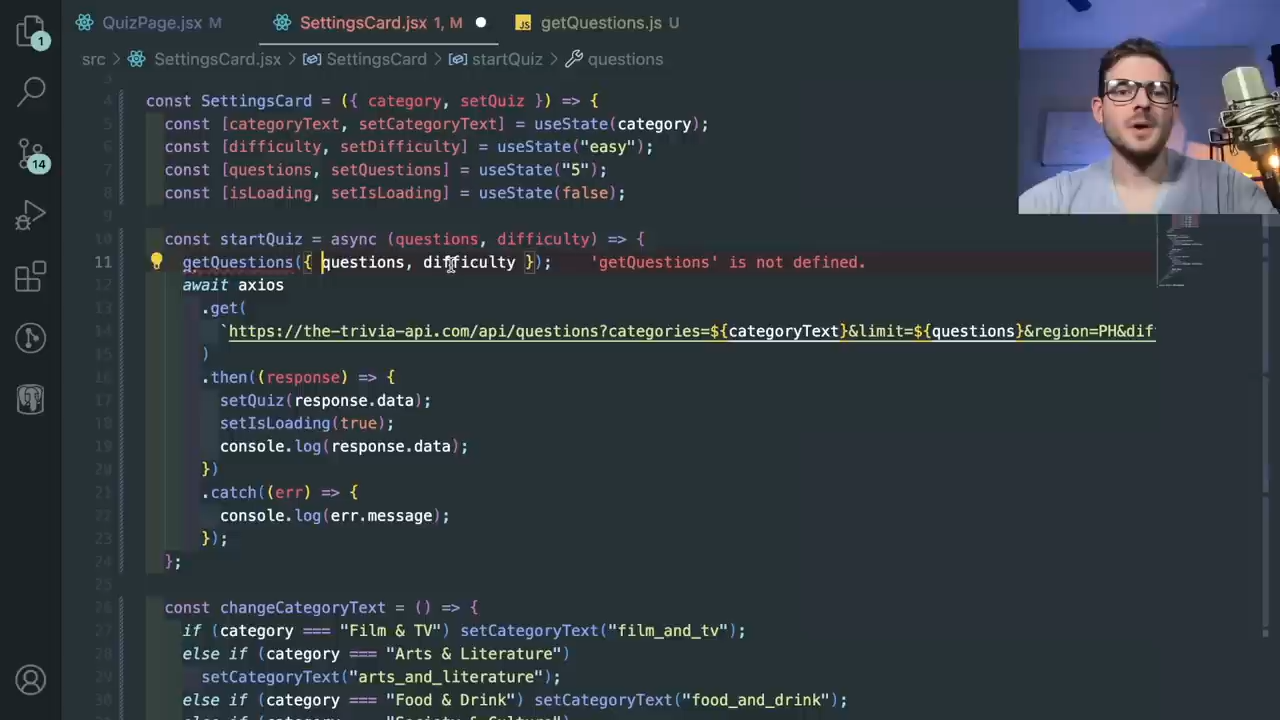 QuizPage.jsx M
SettingsCard.jsx 1, M
JS getQuestions.js U
1
src > SettingsCard.jsx > SettingsCard > startQuiz > questions
4 const SettingsCard = ({ category, setQuiz }) => {
5 const [categoryText, setCategoryText] = useState(category);
6 const [difficulty, setDifficulty] = useState("easy");
7 const [questions, setQuestions] = useState("5");
14
8 const [isLoading, setIsLoading] = useState(false);
9
10 const startQuiz = async (questions, difficulty) => {
11 getQuestions({ questions, difficulty }); 'getQuestions' is not defined.
12 await axios
13 .get(
14 `https://the-trivia-api.com/api/questions?categories=${categoryText}&limit=${questions}&region=PH&dif
15 )
16 .then((response) => {
17 setQuiz(response.data);
18 setIsLoading(true);
19 console.log(response.data);
20 })
21 .catch((err) => {
22 console.log(err.message);
23 });
24 };
25
26 const changeCategoryText = () => {
27 if (category === "Film & TV") setCategoryText("film_and_tv");
28 else if (category === "Arts & Literature")
29 setCategoryText("arts_and_literature");
30 else if (category === "Food & Drink") setCategoryText("food_and_drink");